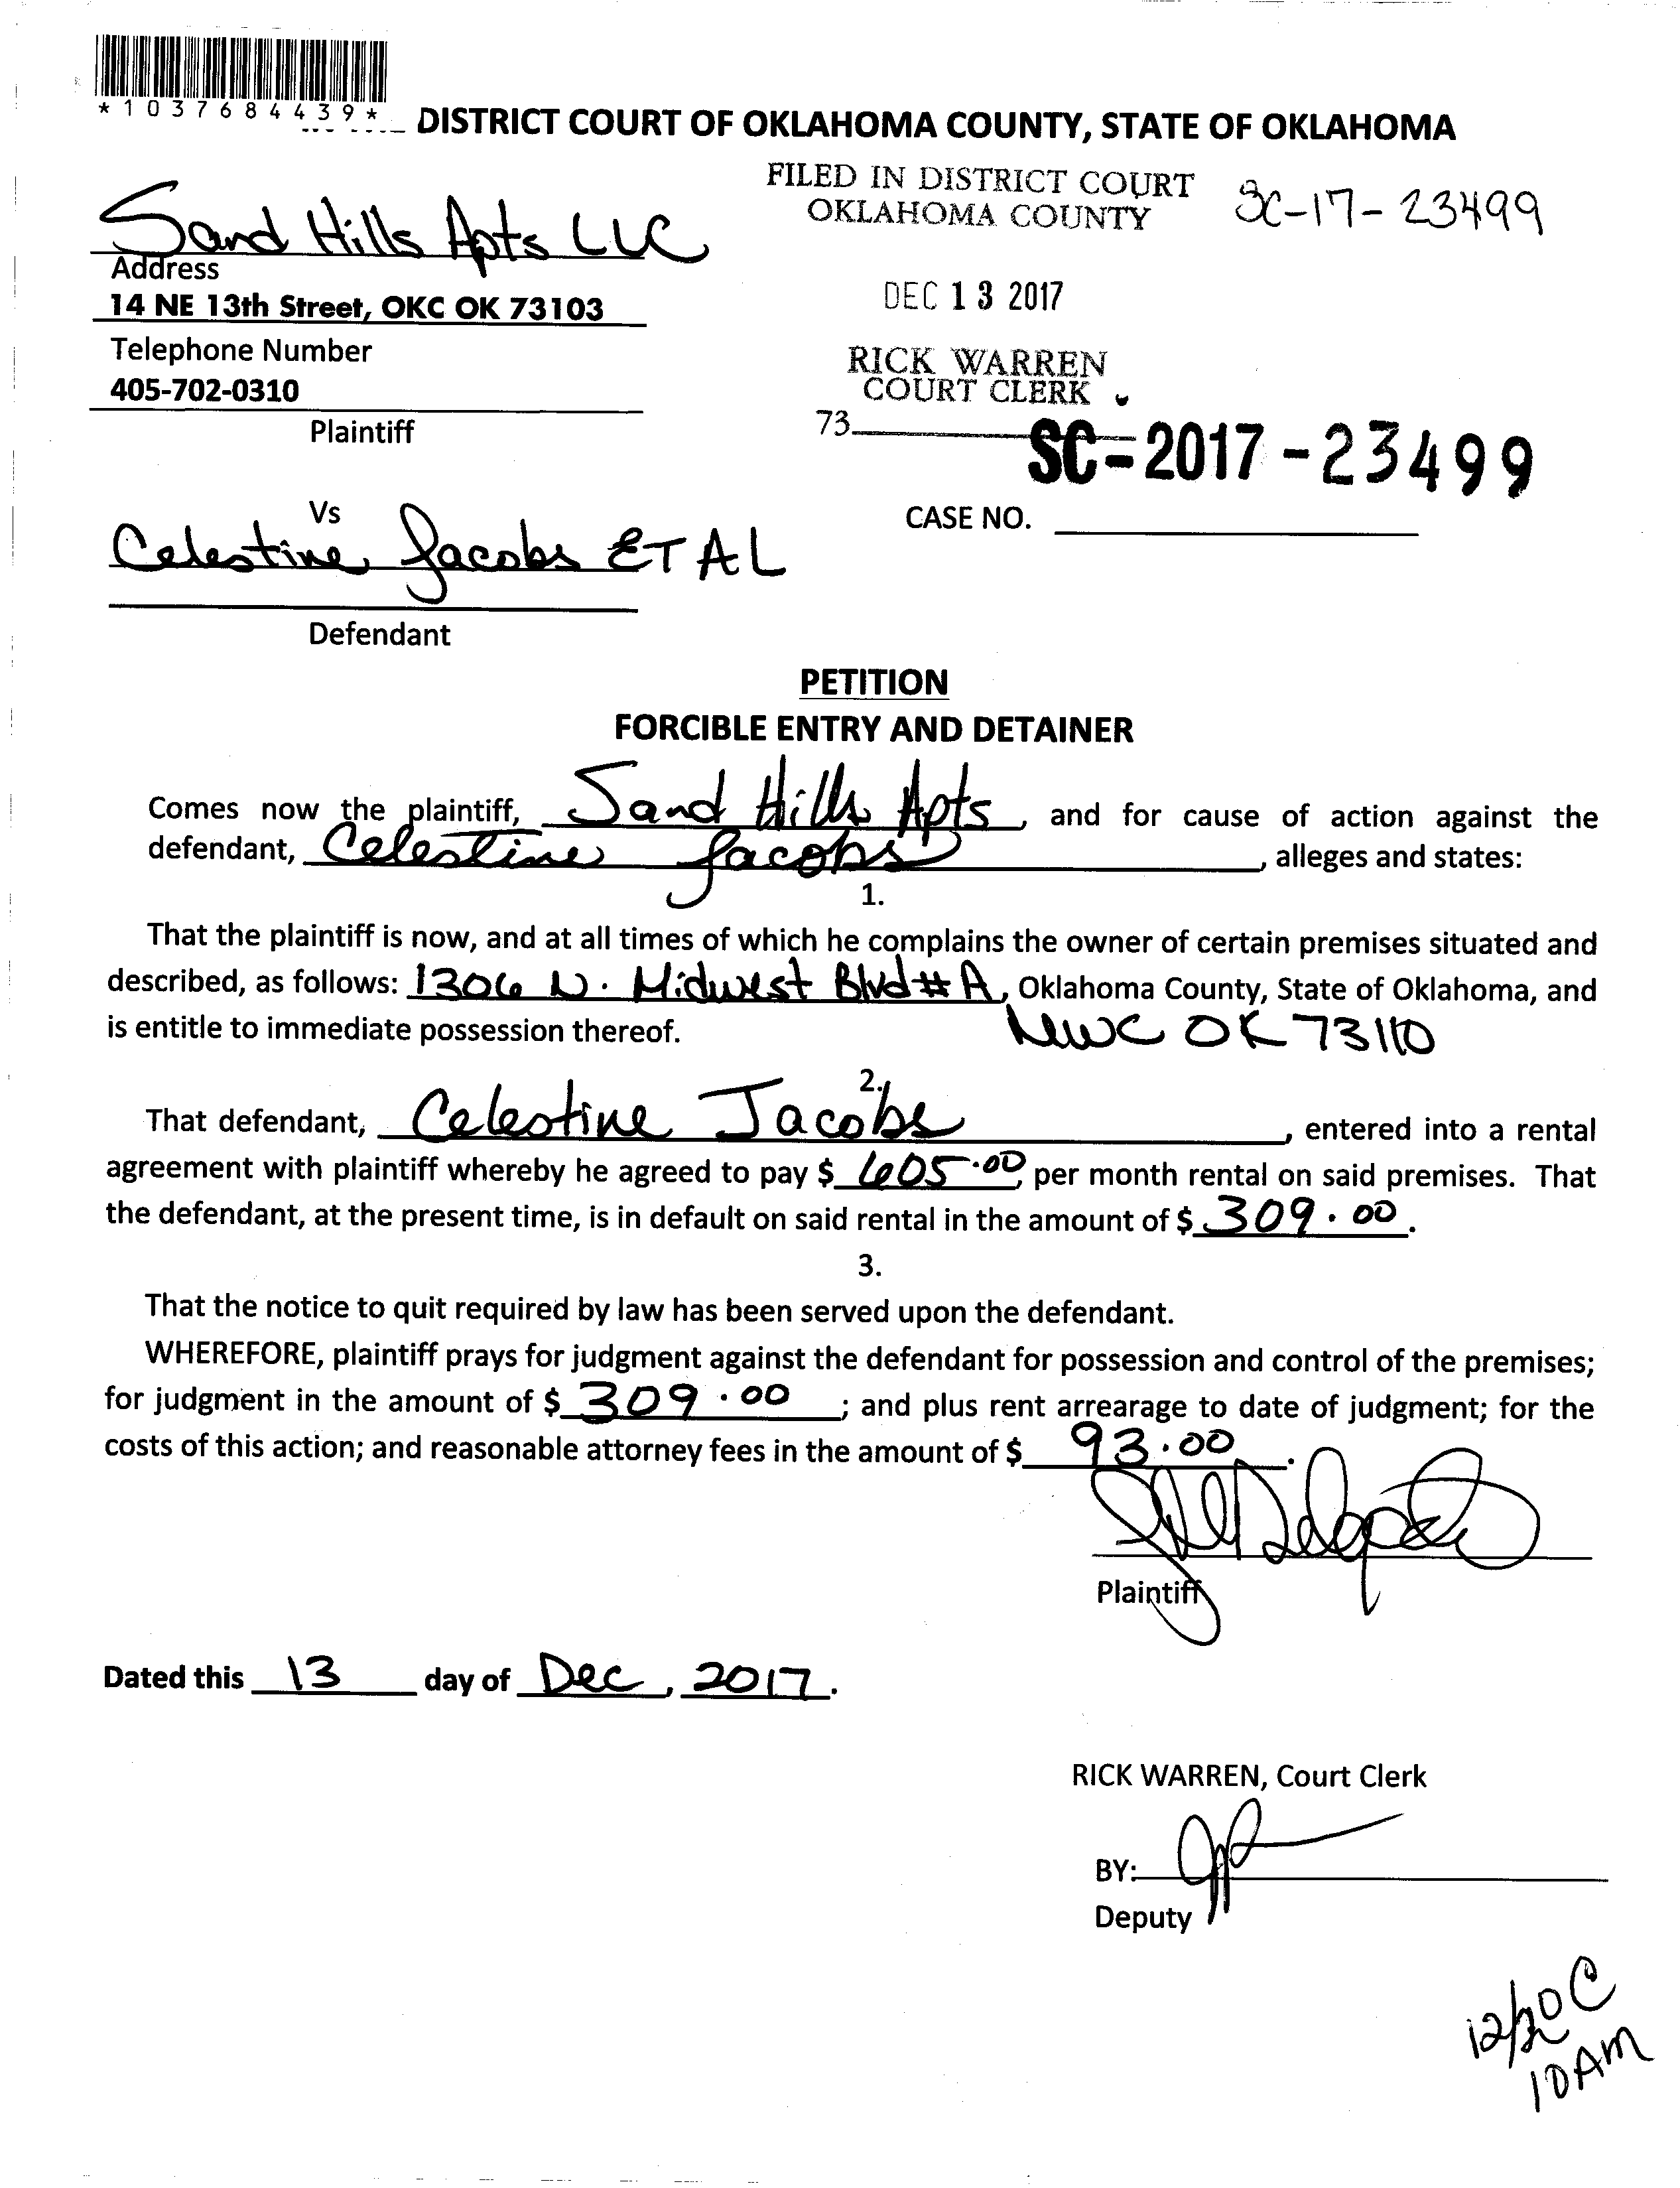 *1037684439*
DISTRICT COURT OF OKLAHOMA COUNTY, STATE OF OKLAHOMA
FILED IN DISTRICT COURT
OKLAHOMA COUNTY
SC-17-23499
Sand Hills Apts LLC
Address
14 NE 13th Street, OKC OK 73103
DEC 13 2017
Telephone Number
405-702-0310
RICK WARREN
COURT CLERK
Plaintiff
73
SC-2017-23499
Vs
CASE NO.
Celestine Jacobs ET AL
Defendant
PETITION
FORCIBLE ENTRY AND DETAINER
Comes now the plaintiff, Sand Hills Apts, and for cause of action against the
defendant, Celestine Jacobs, alleges and states:
1.
That the plaintiff is now, and at all times of which he complains the owner of certain premises situated and
described, as follows: 1306 N. Midwest Blvd # A, Oklahoma County, State of Oklahoma, and
is entitle to immediate possession thereof. MWC OK 73110
2.
That defendant, Celestine Jacobs, entered into a rental
agreement with plaintiff whereby he agreed to pay $ 605.00, per month rental on said premises. That
the defendant, at the present time, is in default on said rental in the amount of $ 309.00.
3.
That the notice to quit required by law has been served upon the defendant.
WHEREFORE, plaintiff prays for judgment against the defendant for possession and control of the premises;
for judgment in the amount of $ 309.00; and plus rent arrearage to date of judgment; for the
costs of this action; and reasonable attorney fees in the amount of $ 93.00.
Plaintiff
Dated this 13 day of Dec, 2017.
RICK WARREN, Court Clerk
BY:
Deputy
12/20 C
10AM